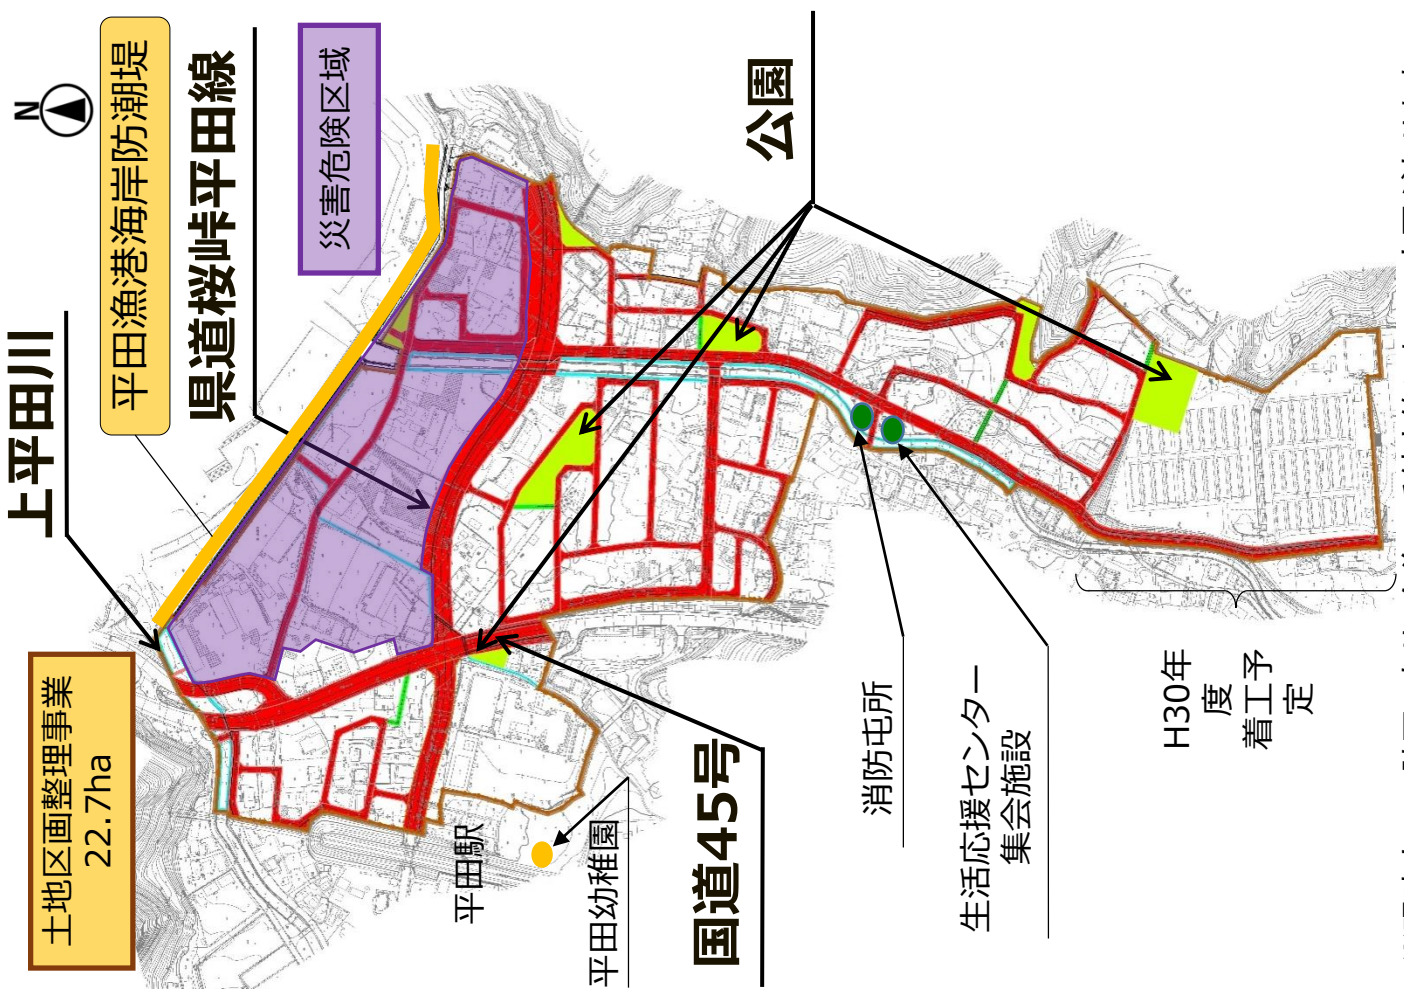 N
上平田川
平田漁港海岸防潮堤
県道桜峠平田線
災害危険区域
公園
土地区画整理事業
22.7ha
平田駅
平田幼稚園
国道45号
消防屯所
生活応援センター
集会施設
H30年
度
着工予
定